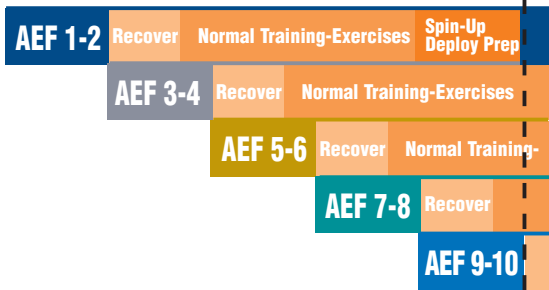 AEF 1-2 Recover Normal Training-Exercises Spin-Up
Deploy Prep
AEF 3-4 Recover Normal Training-Exercises
AEF 5-6 Recover Normal Training-
AEF 7-8 Recover
AEF 9-10